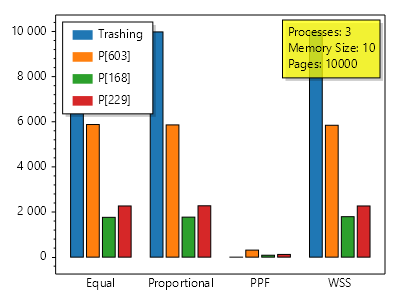 10 000
8 000
6 000
4 000
2 000
0
Trashing
P[603]
P[168]
P[229]
Processes: 3
Memory Size: 10
Pages: 10000
Equal
Proportional
PPF
WSS